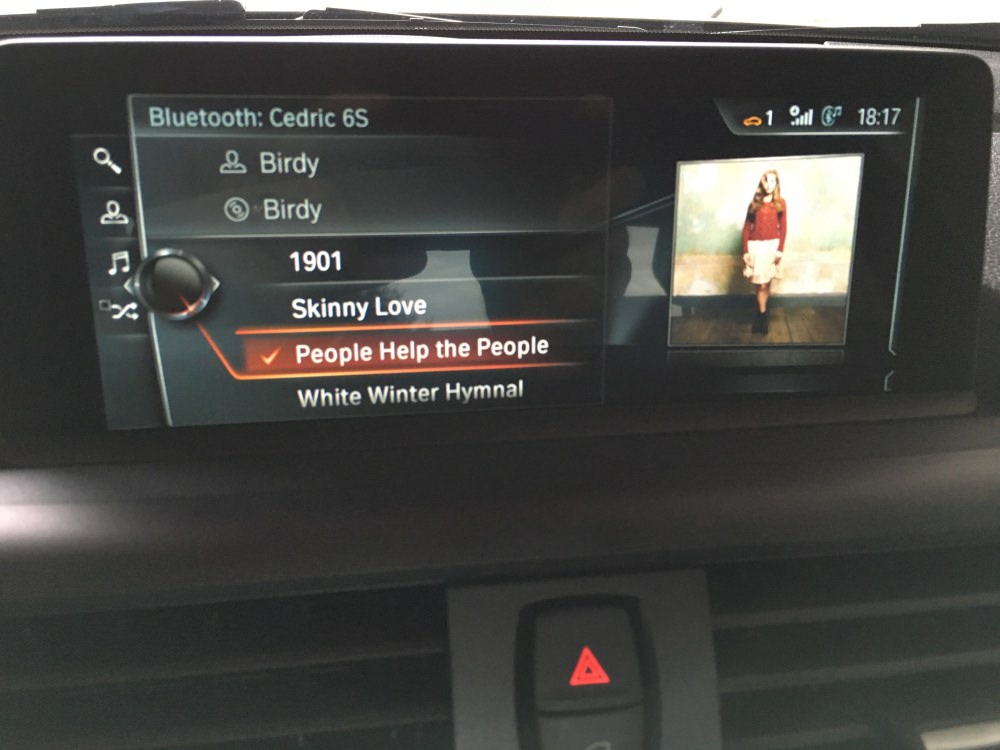 Bluetooth: Cedric 6S
1 18:17
Birdy
Birdy
1901
Skinny Love
People Help the People
White Winter Hymnal